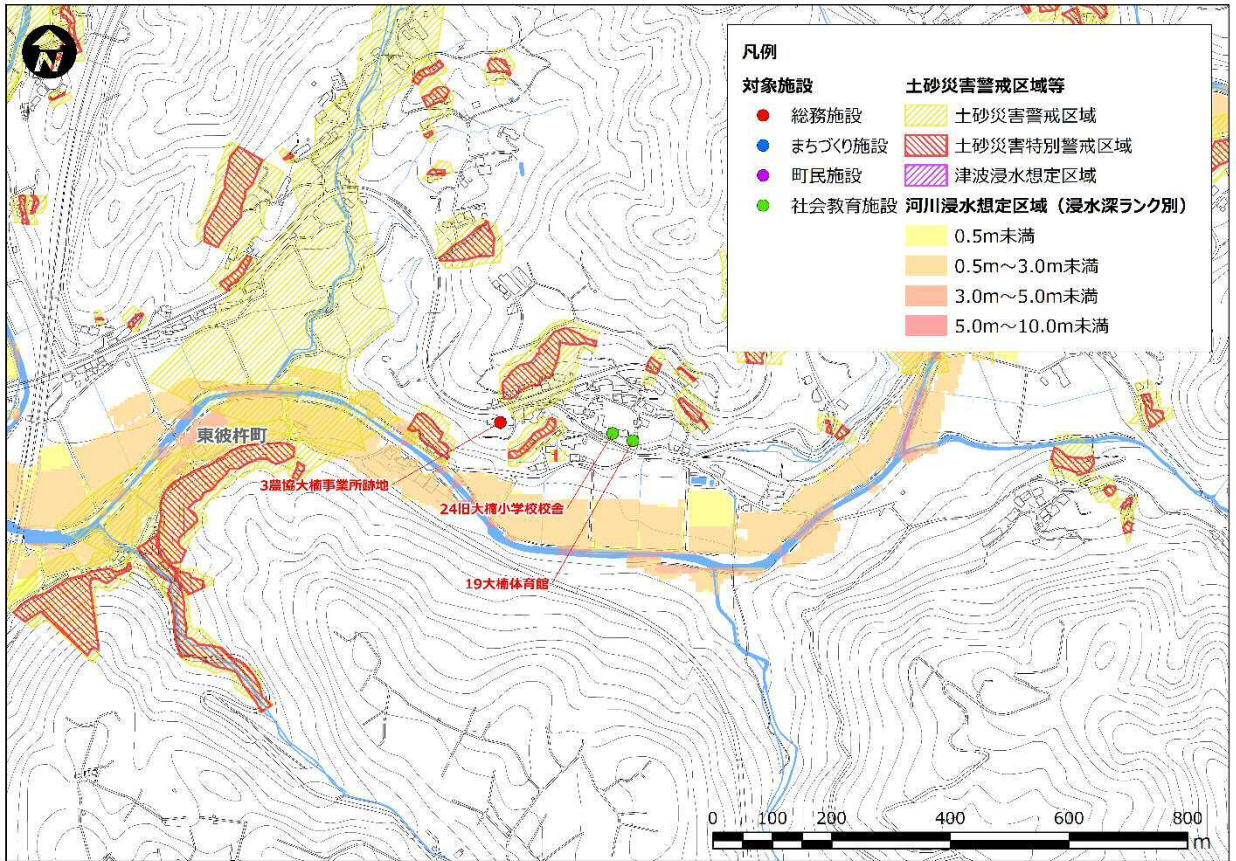 N
凡例
対象施設
総務施設
まちづくり施設
町民施設
社会教育施設
土砂災害警戒区域等
土砂災害警戒区域
土砂災害特別警戒区域
津波浸水想定区域
河川浸水想定区域（浸水深ランク別）
0.5m未満
0.5m～3.0m未満
3.0m～5.0m未満
5.0m～10.0m未満
東彼杵町
3農協大楠事業所跡地
24旧大楠小学校校舎
19大楠体育館
0 100 200 400 600 800
m